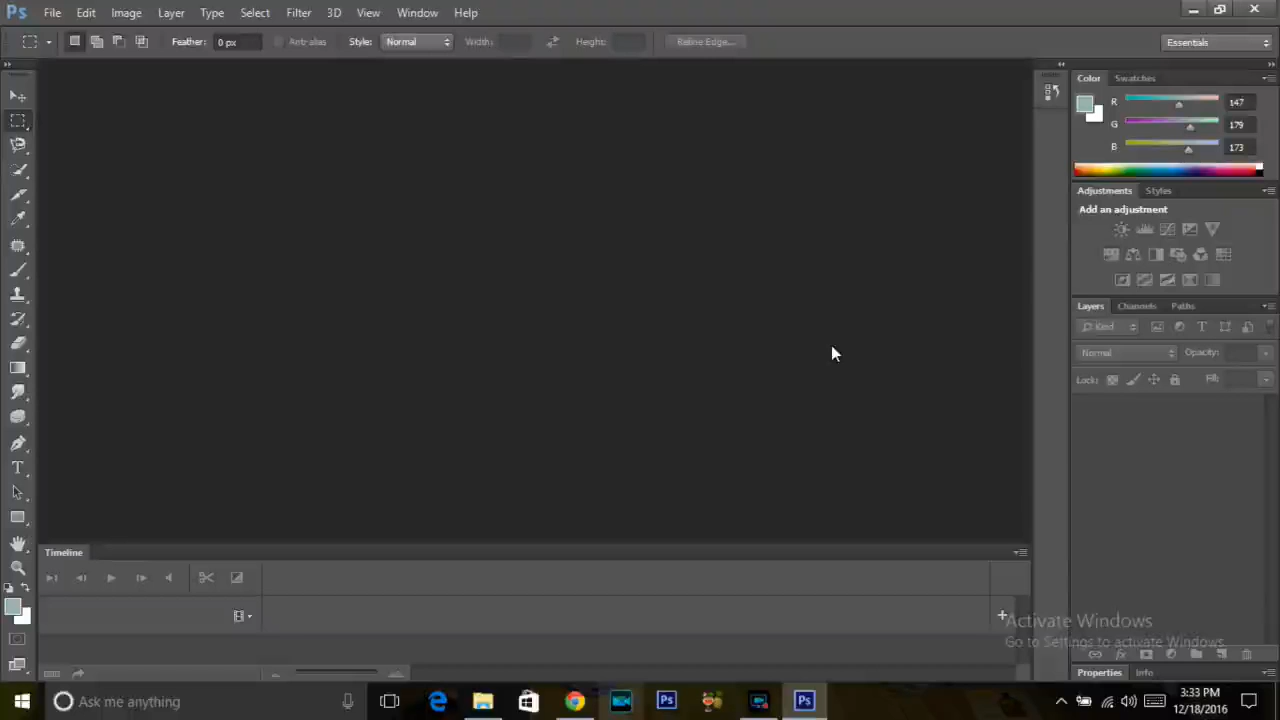 Ps File Edit Image Layer Type Select Filter 3D View Window Help
Feather: 0 px Anti-alias Style: Normal Width: Height: Refine Edge... Essentials
Color Swatches
R 147
G 179
B 173
Adjustments Styles
Add an adjustment
Layers Channels Paths
Kind
Normal Opacity:
Lock: Fill:
Timeline
Activate Windows
Go to Settings to activate Windows.
Properties Info
Ask me anything
Ps
Ps
3:33 PM
12/18/2016